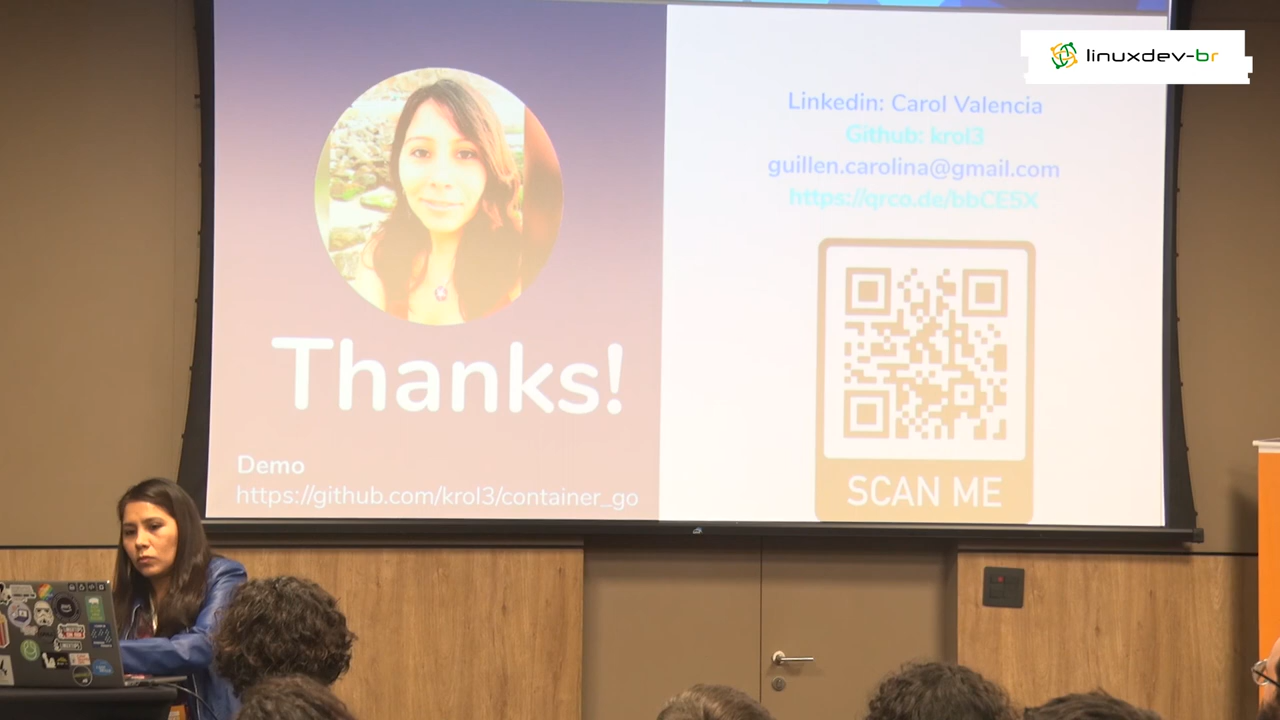 linuxdev-br
Linkedin: Carol Valencia
Github: krol3
guillen.carolina@gmail.com
https://qrco.de/bbCESX
SCAN ME
Thanks!
Demo
https://github.com/krol3/container_go